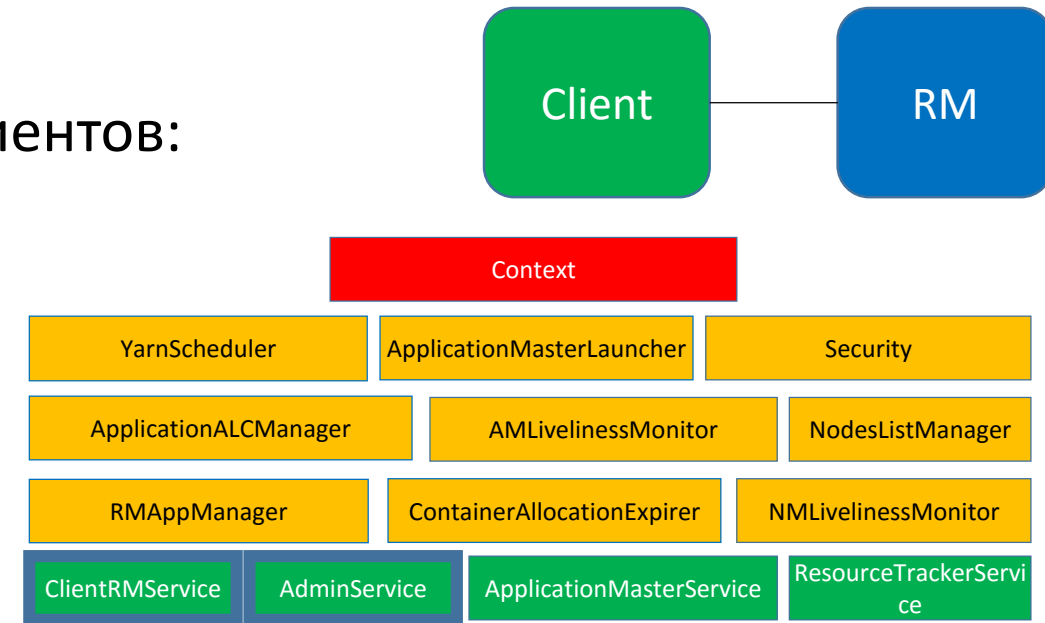 Client
RM
иентов:
Context
YarnScheduler
ApplicationMasterLauncher
Security
ApplicationALCManager
AMLivelinessMonitor
NodesListManager
RMAppManager
ContainerAllocationExpirer
NMLivelinessMonitor
ClientRMService
AdminService
ApplicationMasterService
ResourceTrackerServi
ce